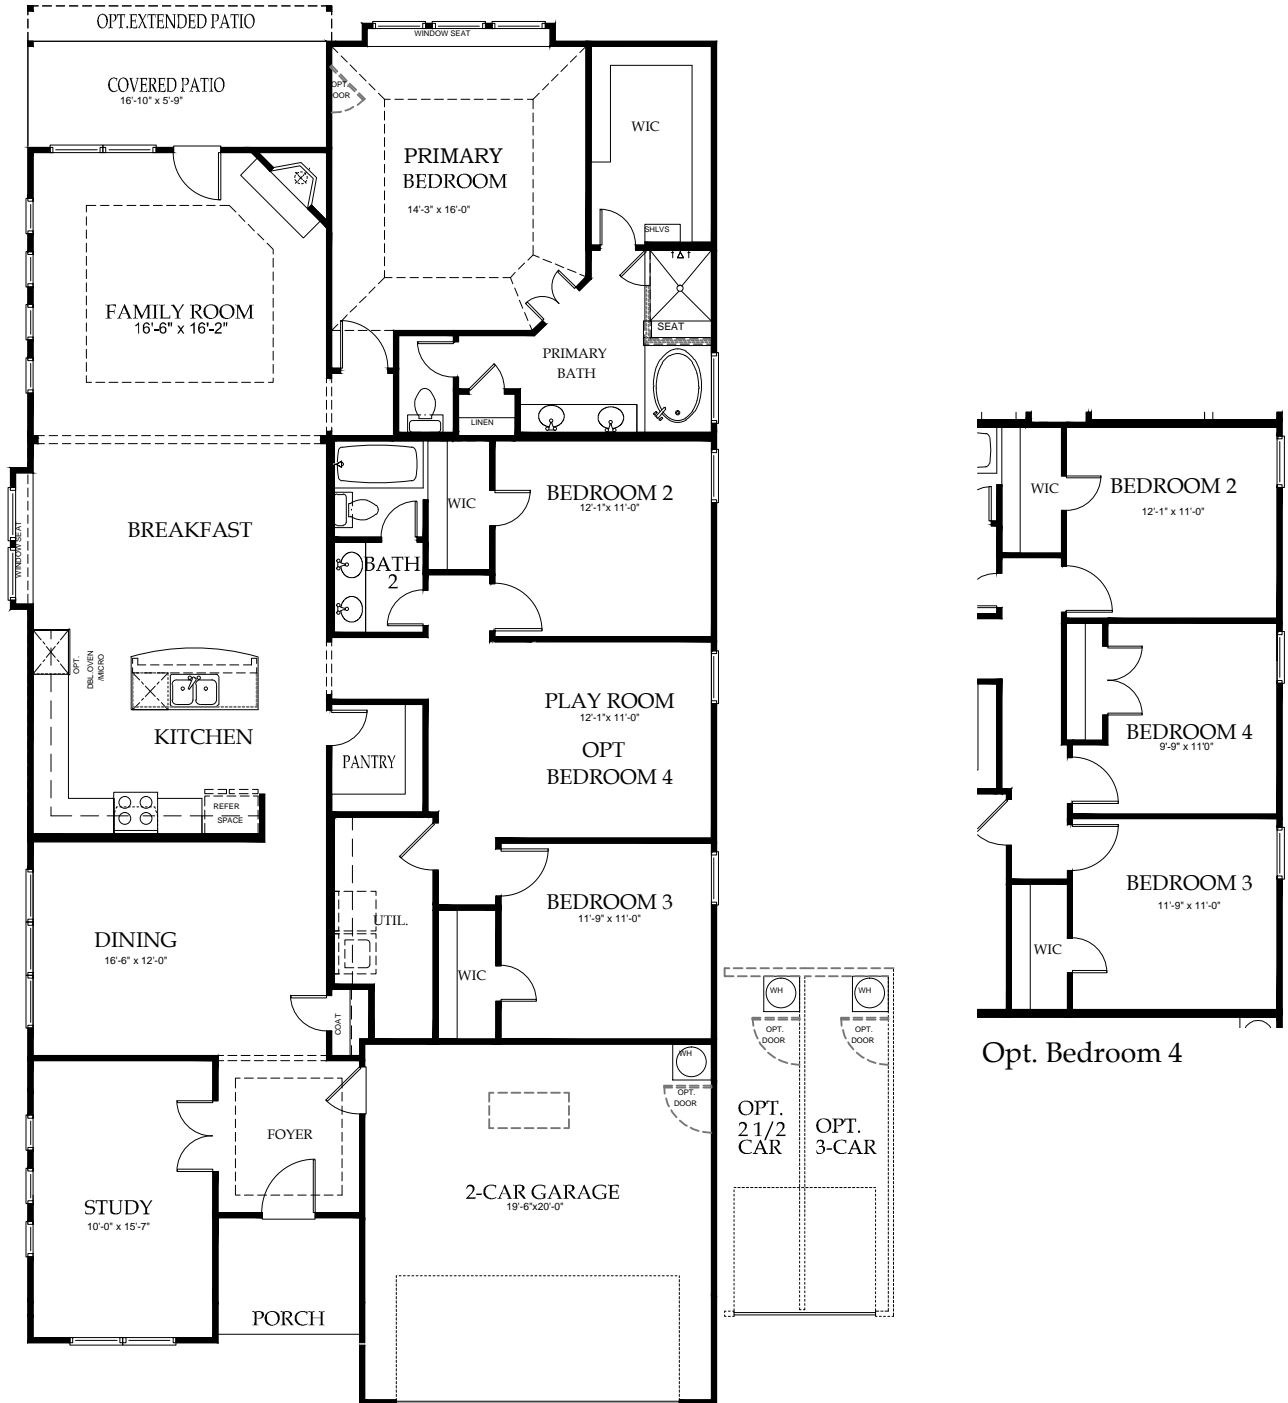 OPT.EXTENDED PATIO
WINDOW SEAT
COVERED PATIO
16'-10" x 5'-9"
OPT.
DOOR
WIC
PRIMARY
BEDROOM
14'-3" x 16'-0"
SHLVS
FAMILY ROOM
16'-6" x 16'-2"
SEAT
PRIMARY
BATH
LINEN
WIC
BEDROOM 2
12'-1"x 11'-0"
BREAKFAST
WINDOW SEAT
BATH
2
OPT.
DBL.OVEN
/MICRO
PLAY ROOM
12'-1"x 11'-0"
OPT
BEDROOM 4
KITCHEN
PANTRY
REFER
SPACE
BEDROOM 3
11'-9" x 11'-0"
UTIL.
DINING
16'-6" x 12'-0"
WIC
COAT
WH
OPT.
DOOR
FOYER
STUDY
10'-0" x 15'-7"
2-CAR GARAGE
19'-6"x20'-0"
PORCH
WH
WH
OPT.
DOOR
OPT.
DOOR
OPT.
2 1/2
CAR
OPT.
3-CAR
WIC
BEDROOM 2
12'-1" x 11'-0"
BEDROOM 4
9'-9" x 11'0"
BEDROOM 3
11'-9" x 11'-0"
WIC
Opt. Bedroom 4